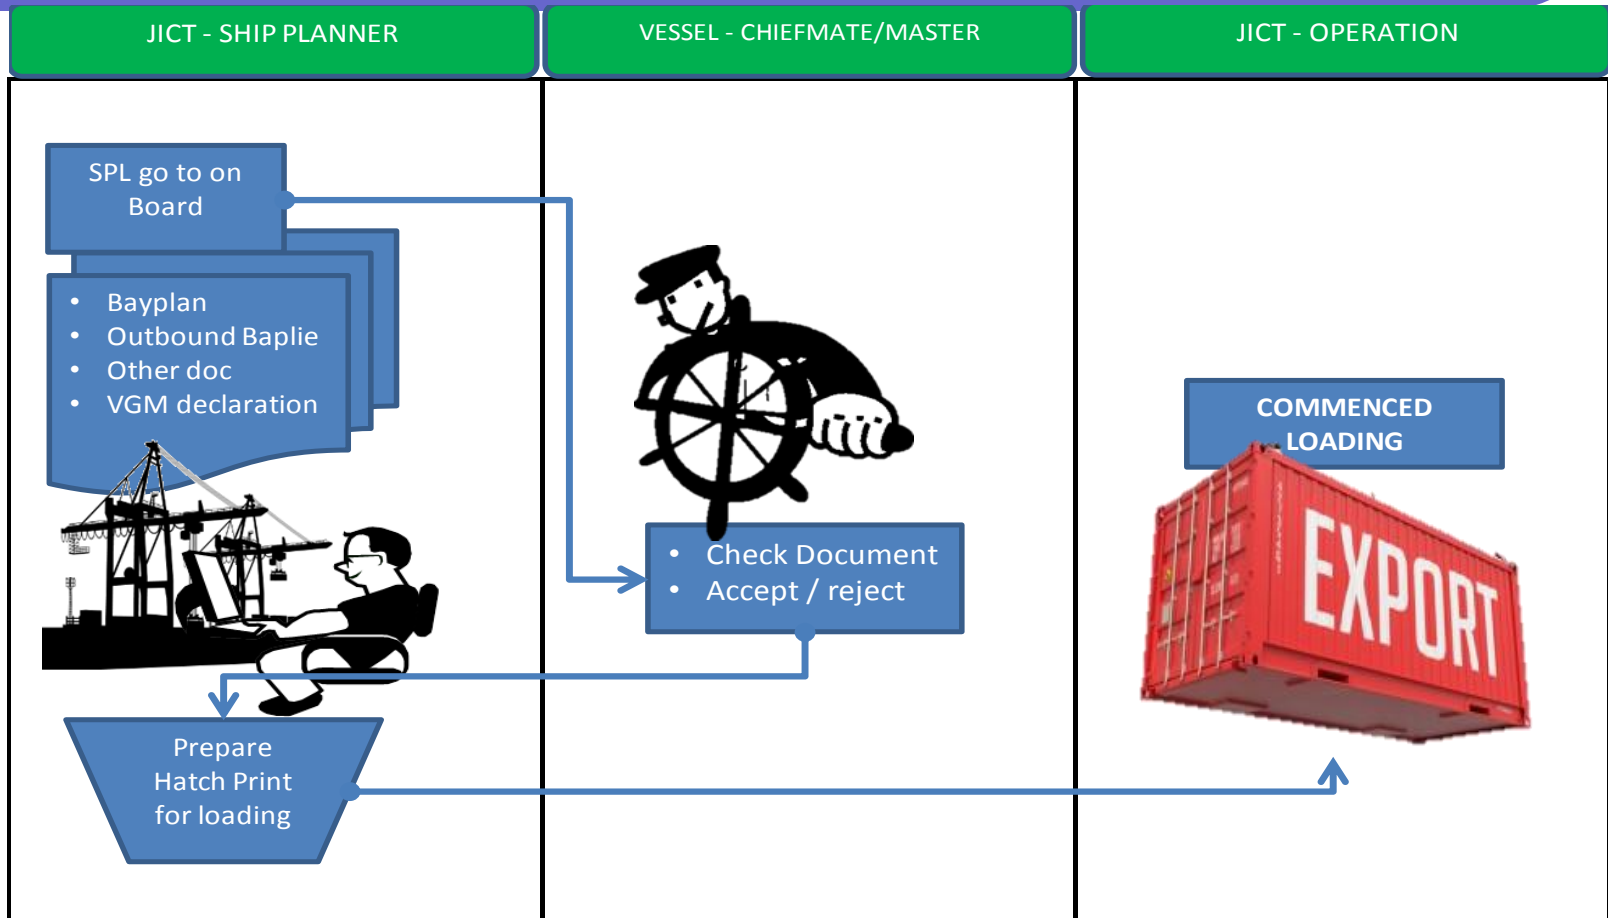 JICT - SHIP PLANNER
VESSEL - CHIEFMATE/MASTER
JICT - OPERATION
SPL go to on
Board
• Bayplan
• Outbound Baplie
• Other doc
• VGM declaration
• Check Document
• Accept / reject
Prepare
Hatch Print
for loading
COMMENCED
LOADING
EXPORT